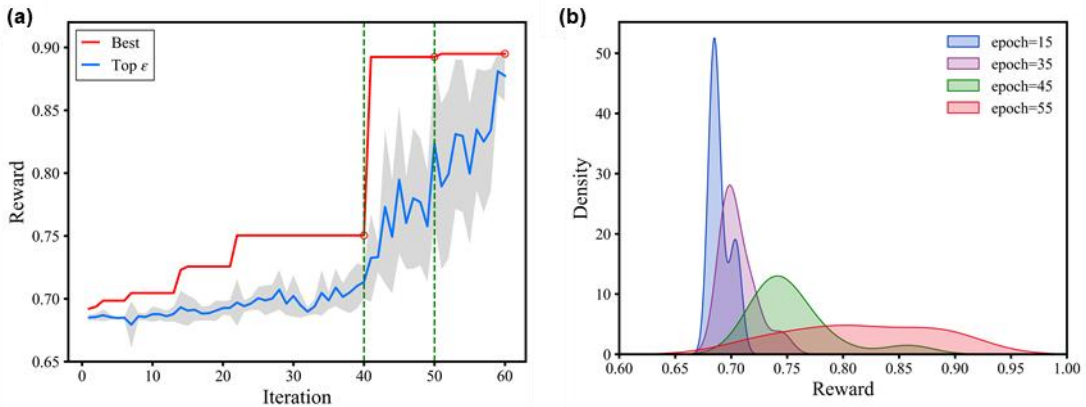 (a)
0.90
0.85
0.80
0.75
0.70
0.65
Reward
Best
Top ε
0 10 20 30 40 50 60
Iteration
(b)
50
40
30
20
10
0
Density
epoch=15
epoch=35
epoch=45
epoch=55
0.60 0.65 0.70 0.75 0.80 0.85 0.90 0.95 1.00
Reward